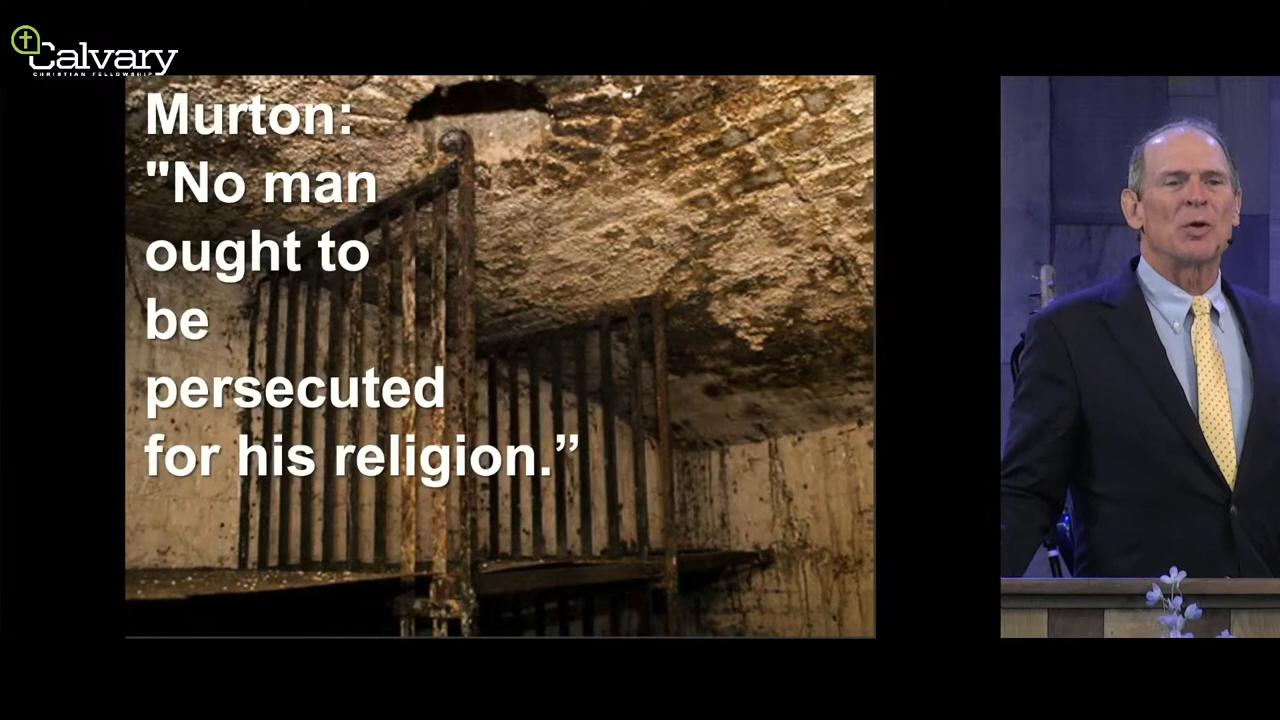 Calvary
CHRISTIAN FELLOWSHIP
Murton:
"No man
ought to
be
persecuted
for his religion.”